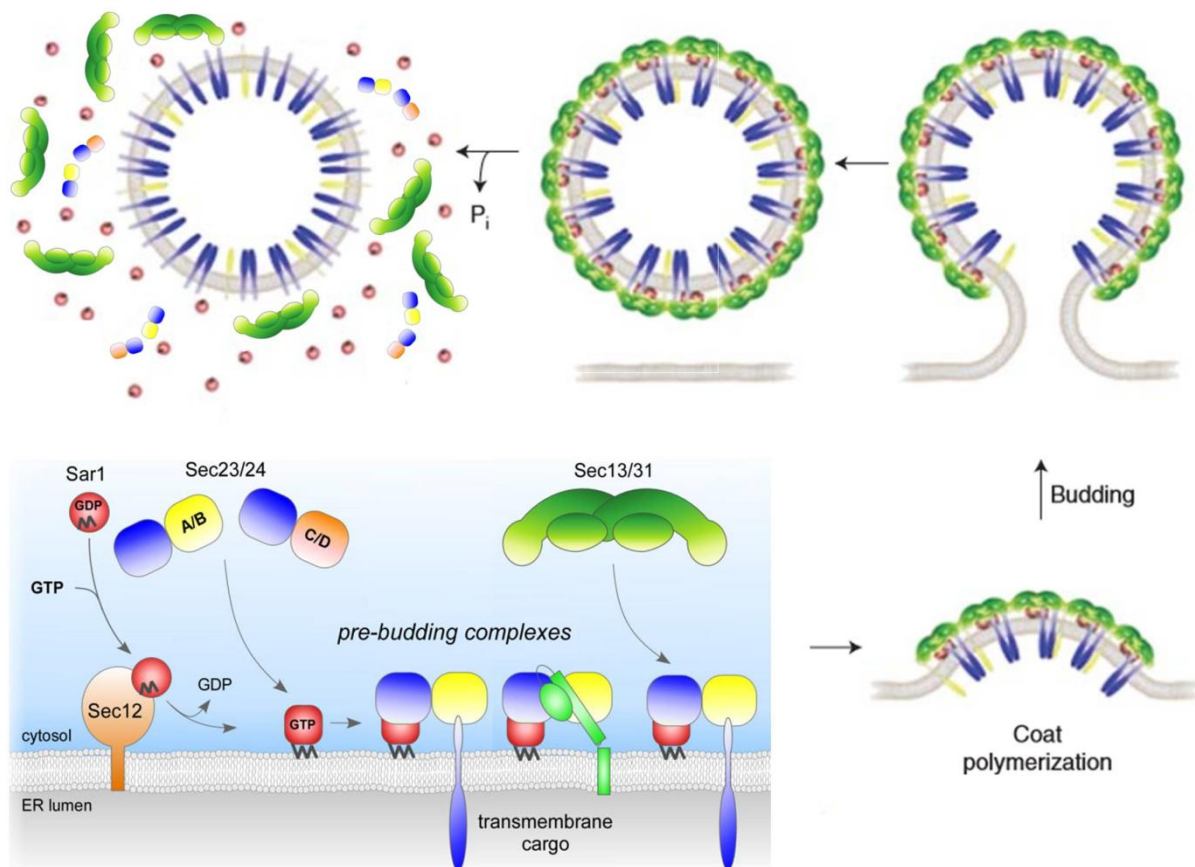 Pi
Sar1
Sec23/24
Sec13/31
GDP
A/B
C/D
GTP
pre-budding complexes
Sec12
GDP
GTP
cytosol
ER lumen
transmembrane
cargo
Budding
Coat
polymerization